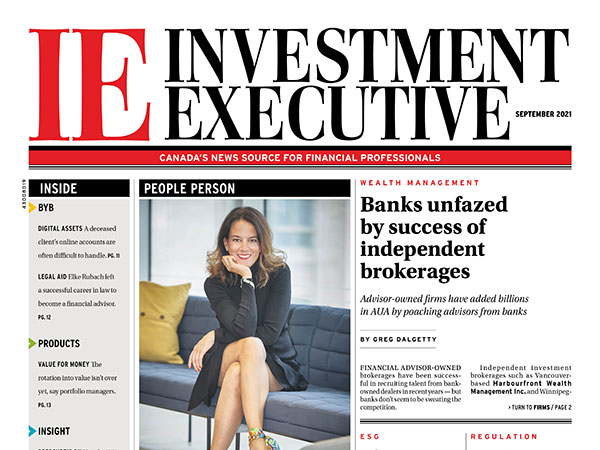 IE INVESTMENT
EXECUTIVE
SEPTEMBER 2021
CANADA'S NEWS SOURCE FOR FINANCIAL PROFESSIONALS
43008019
INSIDE
BYB
DIGITAL ASSETS A deceased
client's online accounts are
often difficult to handle. PG. 11
LEGAL AID Elke Rubach left
a successful career in law to
become a financial advisor.
PG. 12
PRODUCTS
VALUE FOR MONEY The
rotation into value isn't over
yet, say portfolio managers.
PG. 13
INSIGHT
PEOPLE PERSON
WEALTH MANAGEMENT
Banks unfazed
by success of
independent
brokerages
Advisor-owned firms have added billions
in AUA by poaching advisors from banks
BY GREG DALGETTY
FINANCIAL ADVISOR-OWNED
brokerages have been success-
ful in recruiting talent from bank-
owned dealers in recent years — but
banks don't seem to be sweating the
competition.
Independent investment
brokerages such as Vancouver-
based Harbourfront Wealth
Management Inc. and Winnipeg-
› TURN TO FIRMS / PAGE 2
ESG
REGULATION